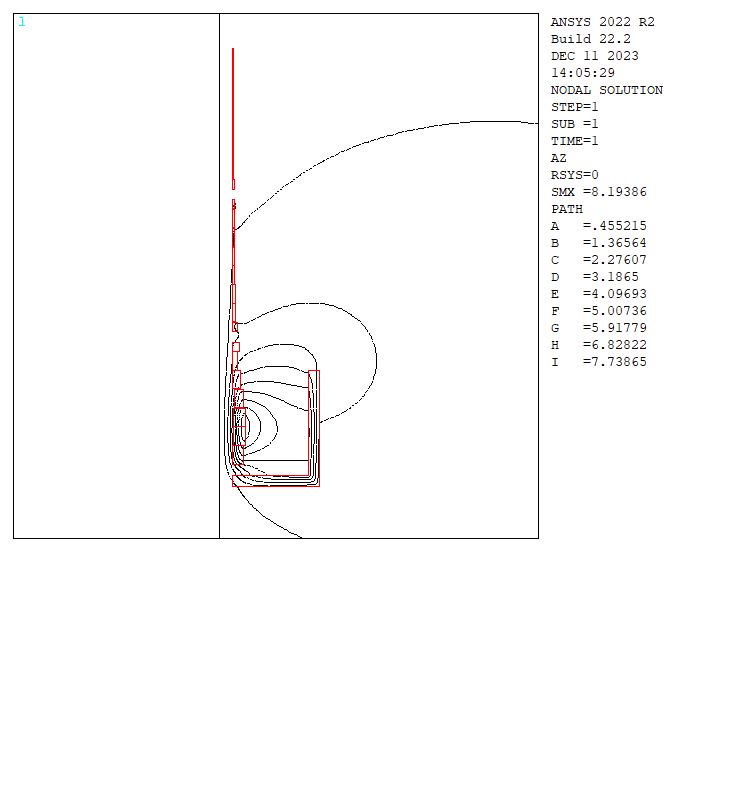 1
ANSYS 2022 R2
Build 22.2
DEC 11 2023
14:05:29
NODAL SOLUTION
STEP=1
SUB =1
TIME=1
AZ
RSYS=0
SMX =8.19386
PATH
A =.455215
B =1.36564
C =2.27607
D =3.1865
E =4.09693
F =5.00736
G =5.91779
H =6.82822
I =7.73865